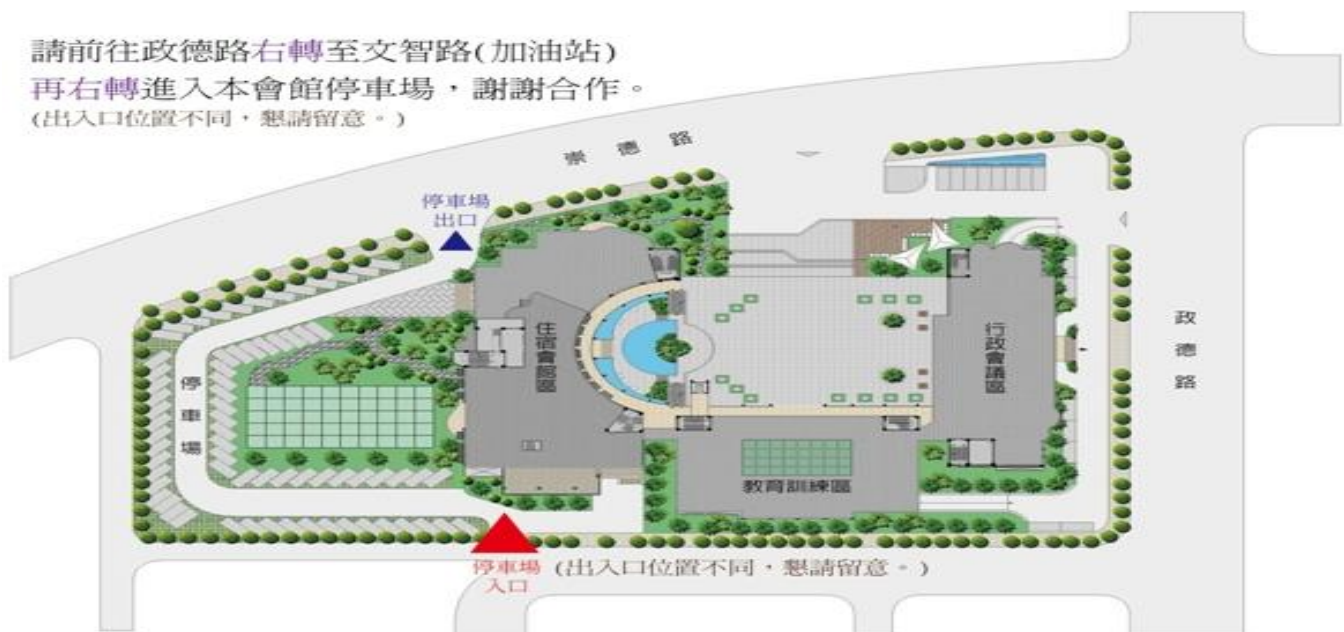 請前往政德路右轉至文智路(加油站)
再右轉進入本會館停車場，謝謝合作。
(出入口位置不同，懇請留意。)
崇德路
停車場
出口
住宿會館區
行政會議區
政德路
停車場
教育訓練區
停車場 (出入口位置不同，懇請留意。)
入口